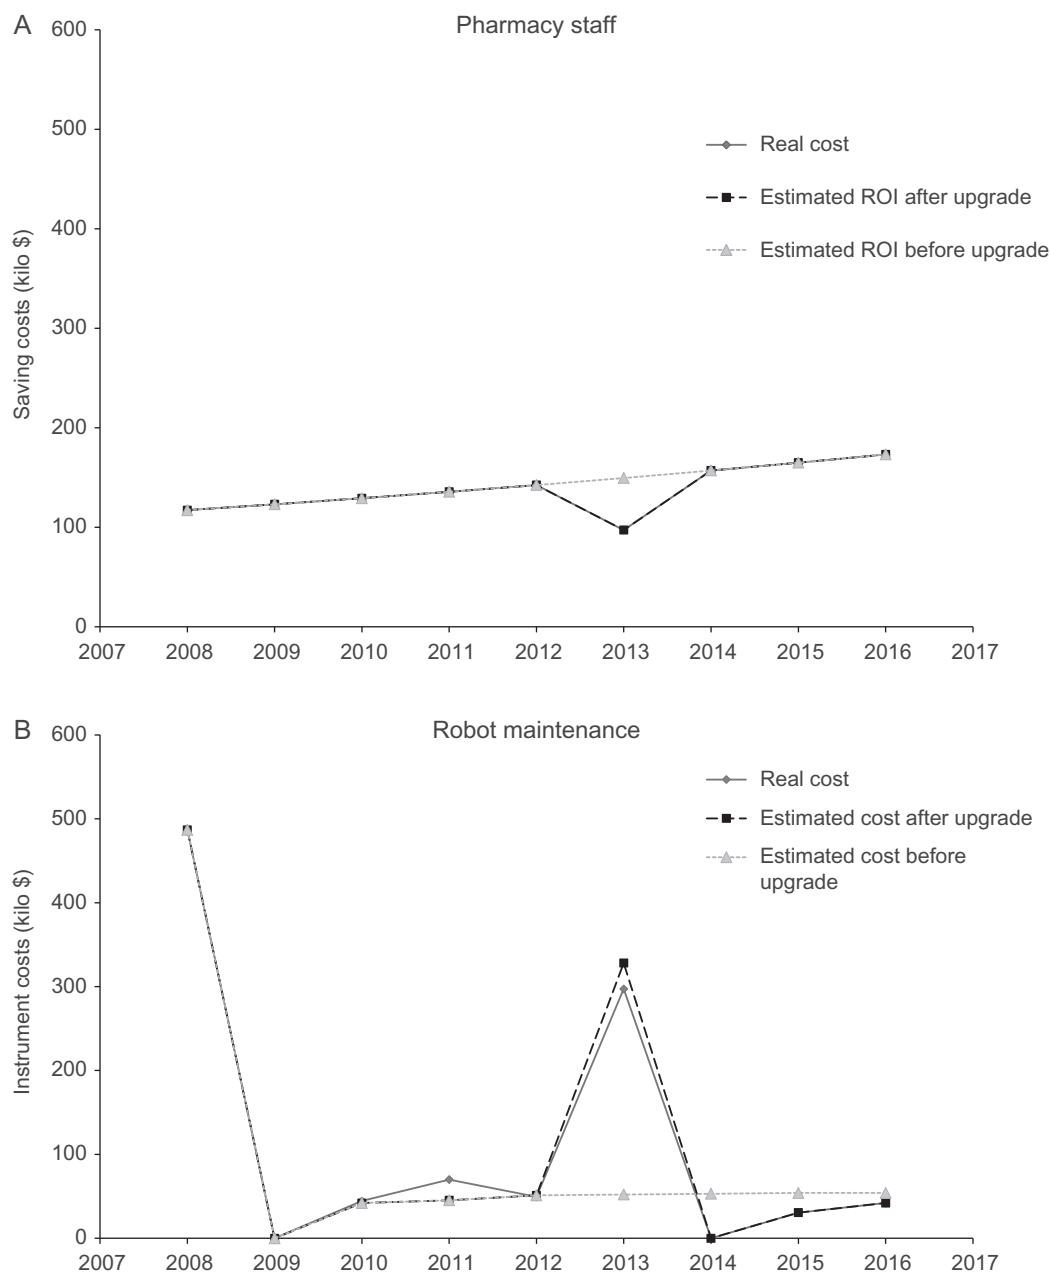 A
Pharmacy staff
600
500
400
300
200
100
0
Saving costs (kilo $)
Real cost
Estimated ROI after upgrade
Estimated ROI before upgrade
2007 2008 2009 2010 2011 2012 2013 2014 2015 2016 2017
B
Robot maintenance
600
500
400
300
200
100
0
Instrument costs (kilo $)
Real cost
Estimated cost after upgrade
Estimated cost before
upgrade
2007 2008 2009 2010 2011 2012 2013 2014 2015 2016 2017